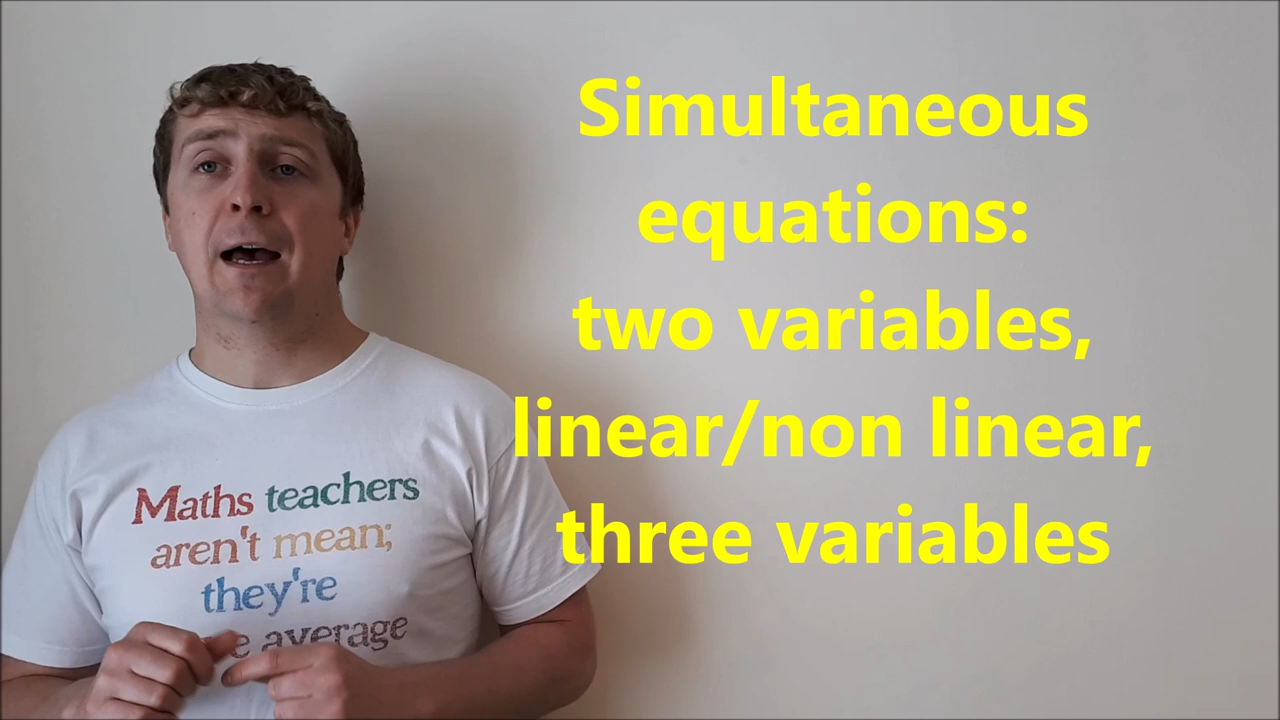 Simultaneous
equations:
two variables,
linear/non linear,
three variables
Maths teachers
aren't mean;
they're
average